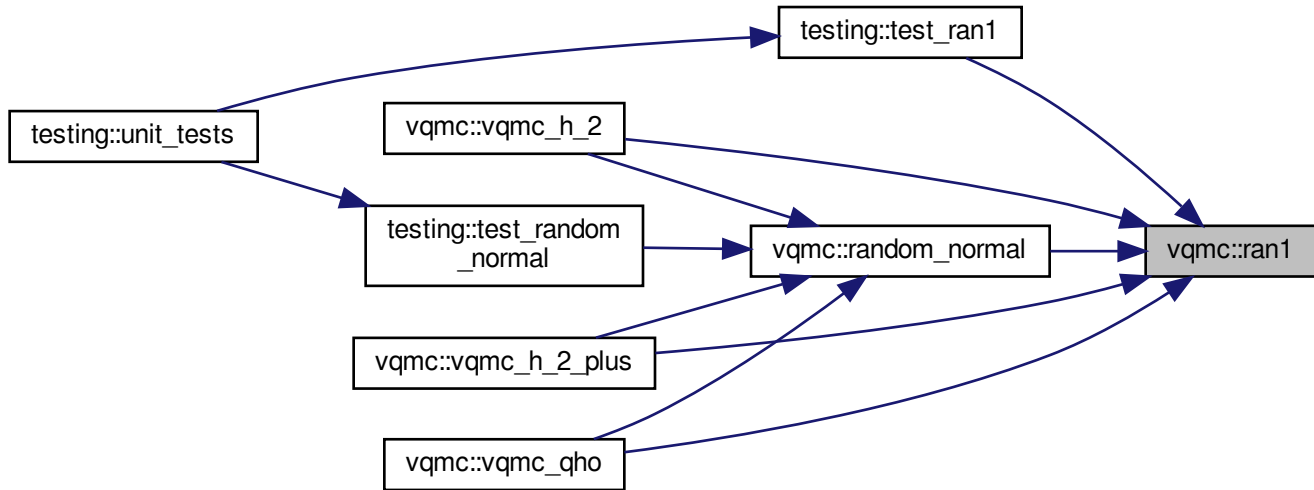 testing::test_ran1
testing::unit_tests
vqmc::vqmc_h_2
testing::test_random
_normal
vqmc::random_normal
vqmc::ran1
vqmc::vqmc_h_2_plus
vqmc::vqmc_qho